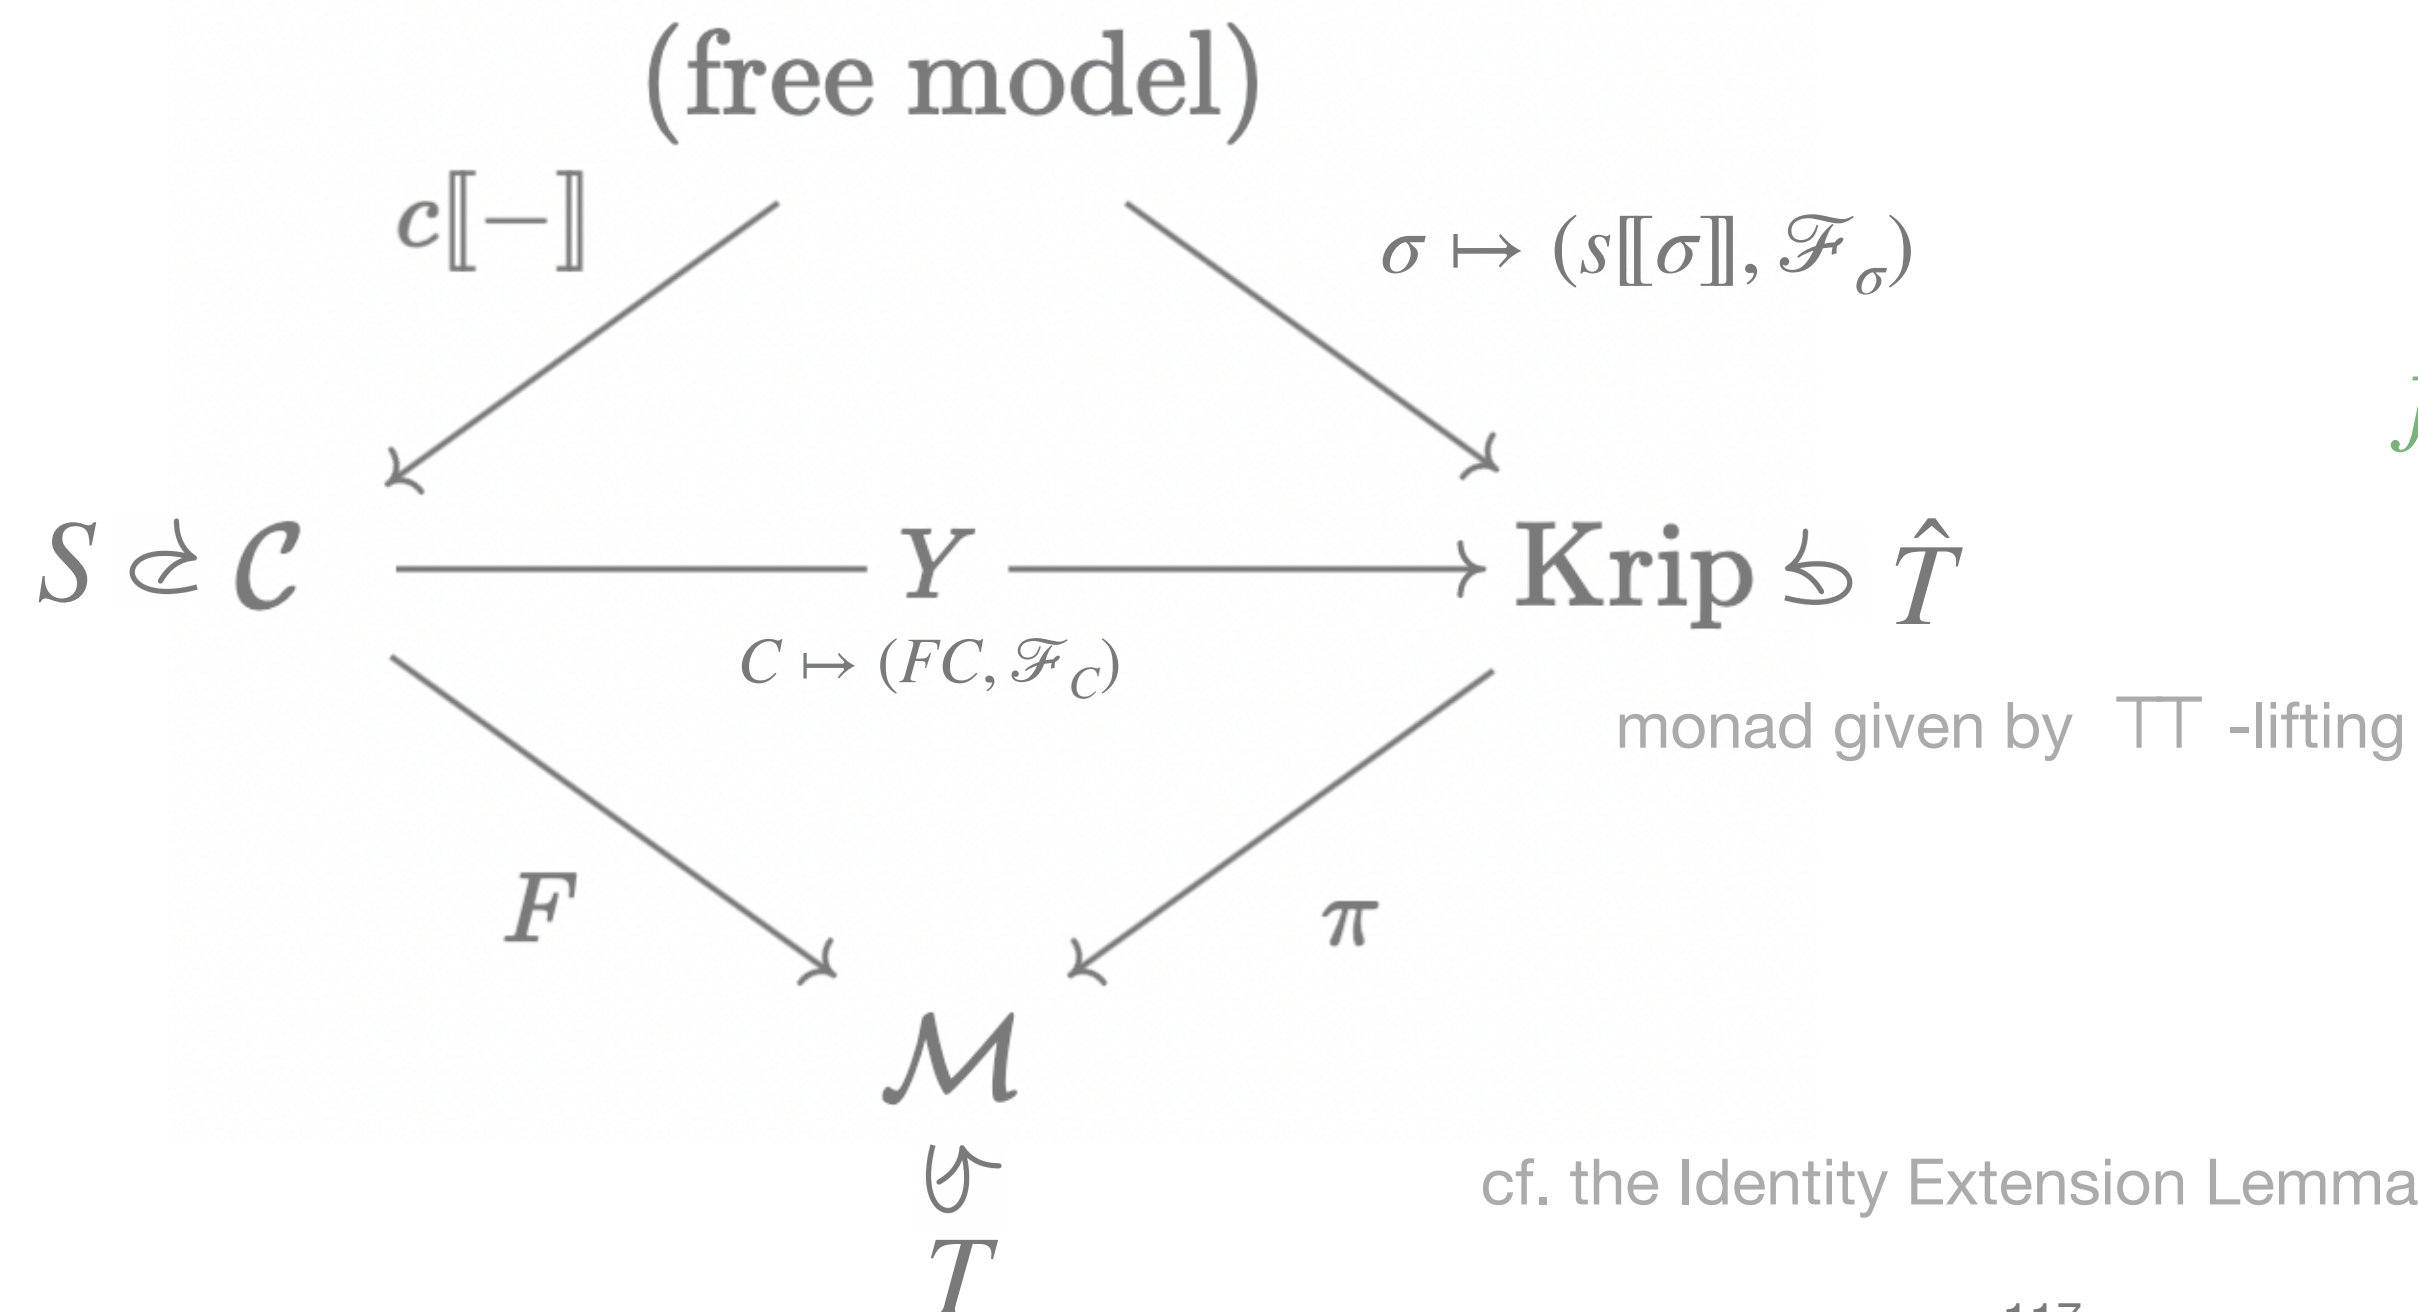 (free model)
c⟦−⟧
σ ↦ (s⟦σ⟧, ℱ_σ)
S 𝒞 Y Krip T̂
C ↦ (FC, ℱ_C)
monad given by ⊤⊤ -lifting
F π
ℳ
cf. the Identity Extension Lemma
T